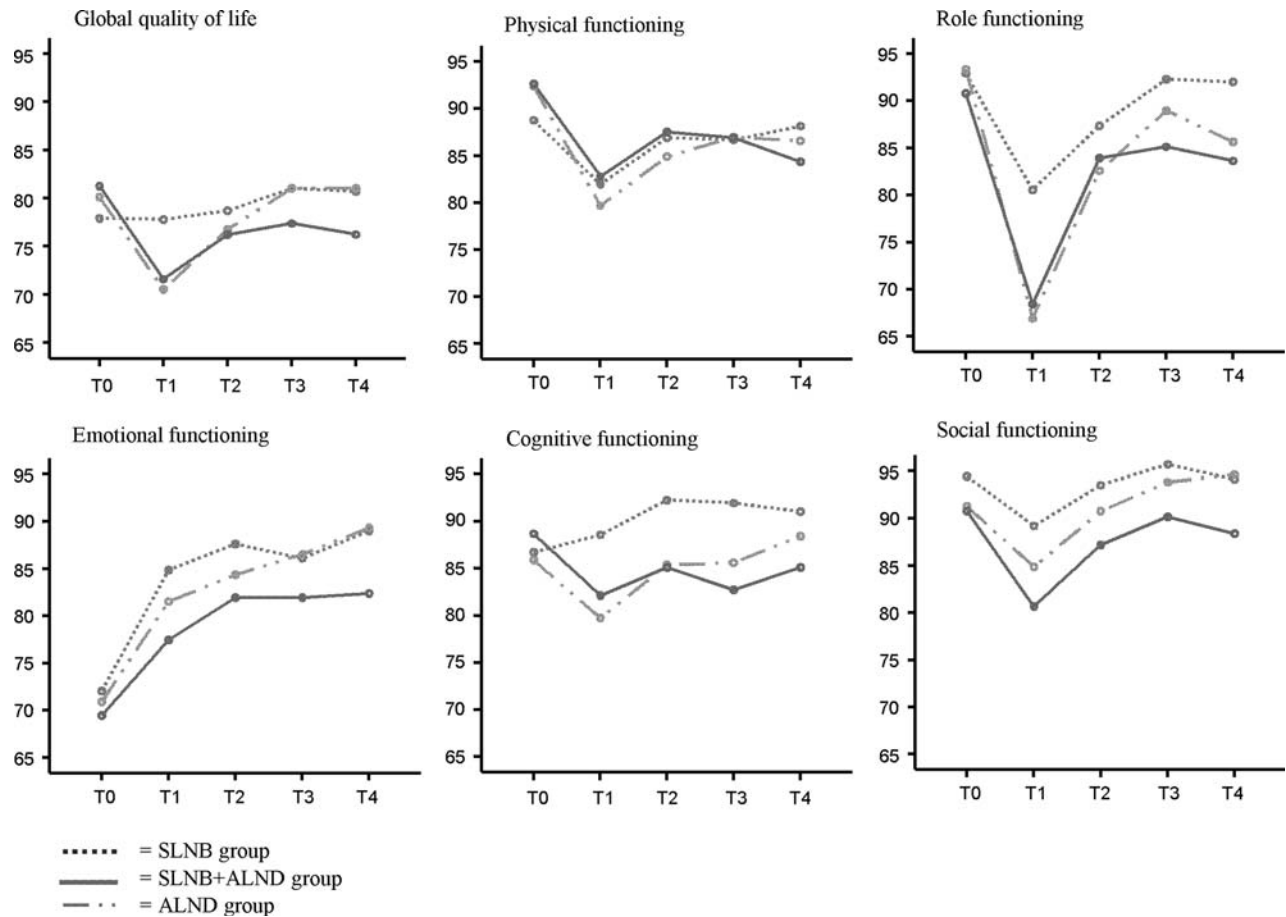 Global quality of life
95
90
85
80
75
70
65
T0 T1 T2 T3 T4
Physical functioning
95
90
85
80
75
70
65
T0 T1 T2 T3 T4
Role functioning
95
90
85
80
75
70
65
T0 T1 T2 T3 T4
Emotional functioning
95
90
85
80
75
70
65
T0 T1 T2 T3 T4
Cognitive functioning
95
90
85
80
75
70
65
T0 T1 T2 T3 T4
Social functioning
95
90
85
80
75
70
65
T0 T1 T2 T3 T4
= SLNB group
= SLNB+ALND group
= ALND group